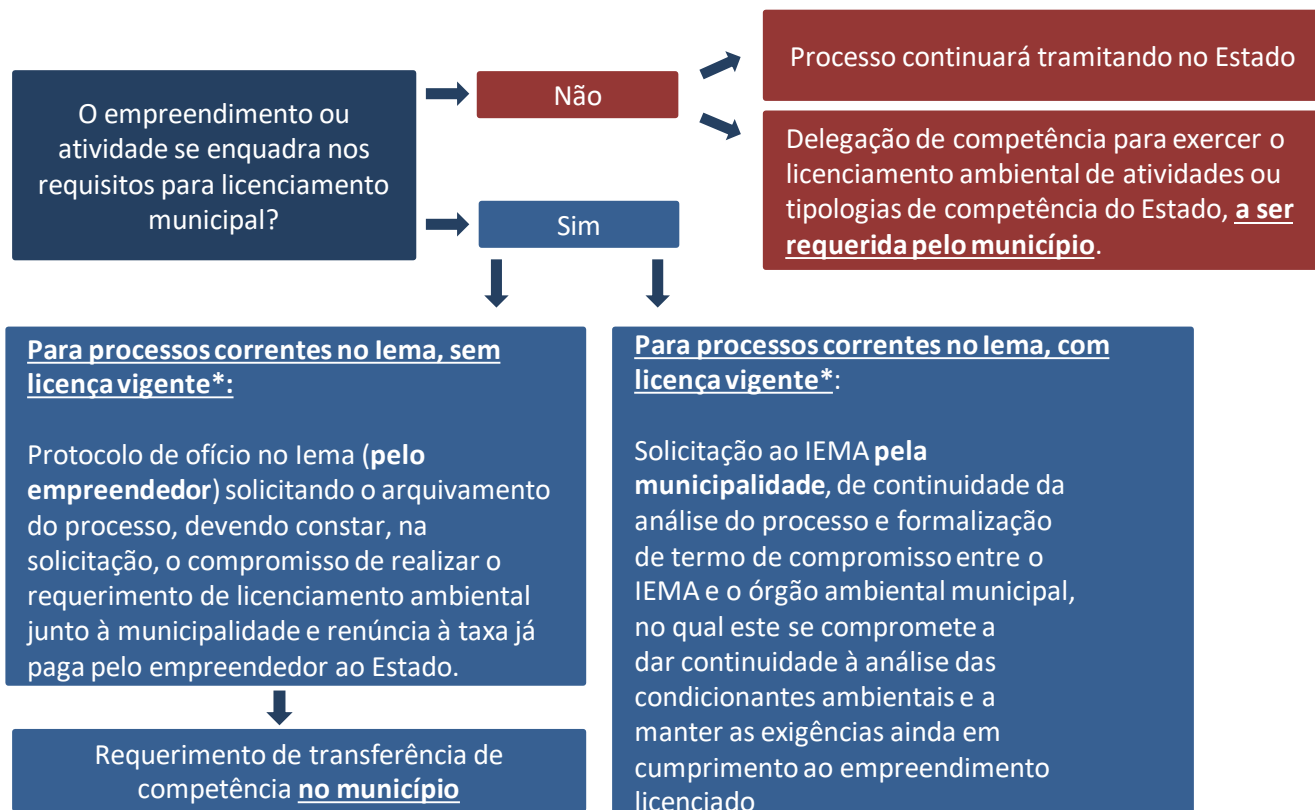 O empreendimento ou
atividade se enquadra nos
requisitos para licenciamento
municipal?
Não
Sim
Processo continuará tramitando no Estado
Delegação de competência para exercer o
licenciamento ambiental de atividades ou
tipologias de competência do Estado, a ser
requerida pelo município.
Para processos correntes no Iema, sem
licença vigente*:
Protocolo de ofício no Iema (pelo
empreendedor) solicitando o arquivamento
do processo, devendo constar, na
solicitação, o compromisso de realizar o
requerimento de licenciamento ambiental
junto à municipalidade e renúncia à taxa já
paga pelo empreendedor ao Estado.
Requerimento de transferência de
competência no município
Para processos correntes no Iema, com
licença vigente*:
Solicitação ao IEMA pela
municipalidade, de continuidade da
análise do processo e formalização
de termo de compromisso entre o
IEMA e o órgão ambiental municipal,
no qual este se compromete a
dar continuidade à análise das
condicionantes ambientais e a
manter as exigências ainda em
cumprimento ao empreendimento
licenciado